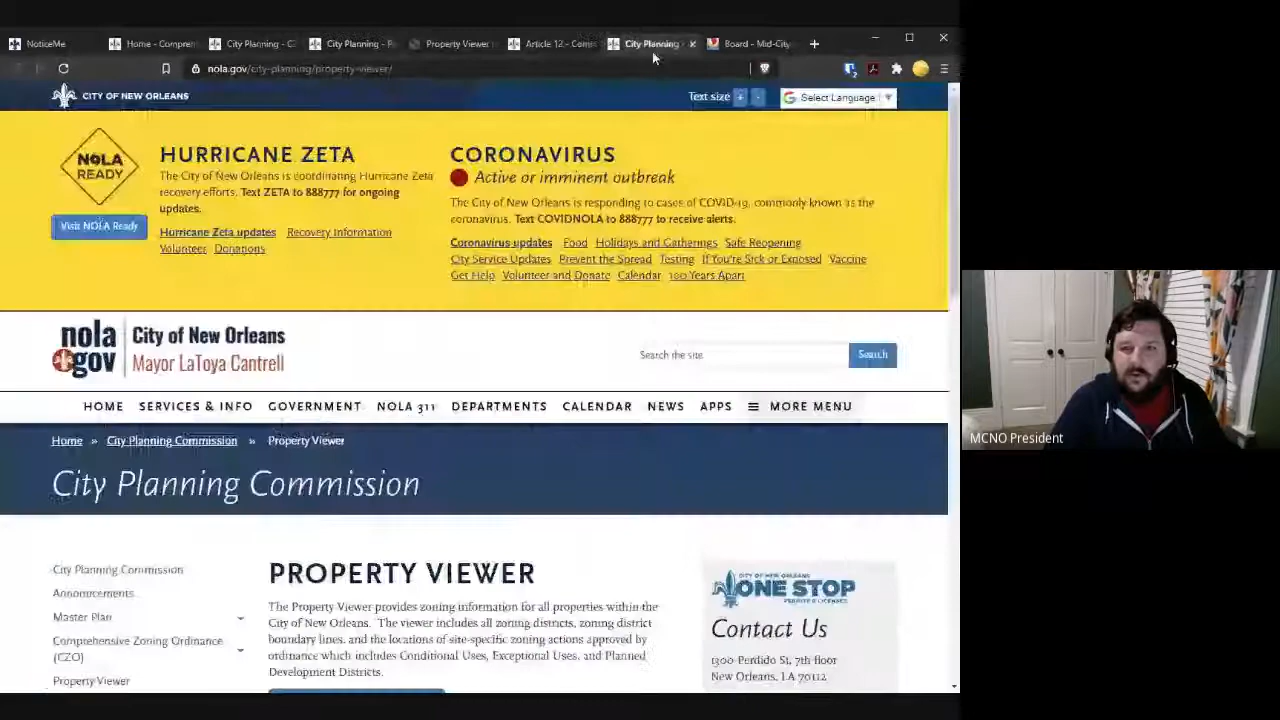 NoticeMe
Home - Compreh
City Planning - C
City Planning - P
Property Viewer
Article 12 - Com
City Planning
Board - Mid-City
nola.gov/city-planning/property-viewer/
CITY OF NEW ORLEANS
Text size + -
Select Language
NOLA
READY
Visit NOLA Ready
HURRICANE ZETA
The City of New Orleans is coordinating Hurricane Zeta
recovery efforts. Text ZETA to 888777 for ongoing
updates.
Hurricane Zeta updates Recovery Information
Volunteer Donations
CORONAVIRUS
Active or imminent outbreak
The City of New Orleans is responding to cases of COVID-19, commonly known as the
coronavirus. Text COVIDNOLA to 888777 to receive alerts.
Coronavirus updates Food Holidays and Gatherings Safe Reopening
City Service Updates Prevent the Spread Testing If You're Sick or Exposed Vaccine
Get Help Volunteer and Donate Calendar 100 Years Apart
nola
gov
City of New Orleans
Mayor LaToya Cantrell
Search the site
Search
HOME SERVICES & INFO GOVERNMENT NOLA 311 DEPARTMENTS CALENDAR NEWS APPS MORE MENU
Home » City Planning Commission » Property Viewer
City Planning Commission
City Planning Commission
Announcements
Master Plan
Comprehensive Zoning Ordinance
(CZO)
Property Viewer
PROPERTY VIEWER
The Property Viewer provides zoning information for all properties within the
City of New Orleans. The viewer includes all zoning districts, zoning district
boundary lines, and the locations of site-specific zoning actions approved by
ordinance which includes Conditional Uses, Exceptional Uses, and Planned
Development Districts.
CITY OF NEW ORLEANS
ONE STOP
PERMITS & LICENSES
Contact Us
1300 Perdido St, 7th floor
New Orleans, LA 70112
MCNO President